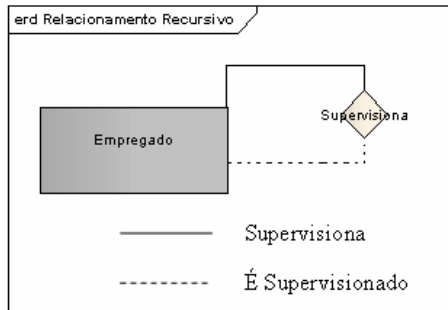 erd Relacionamento Recursivo
Empregado
Supervisiona
Supervisiona
É Supervisionado